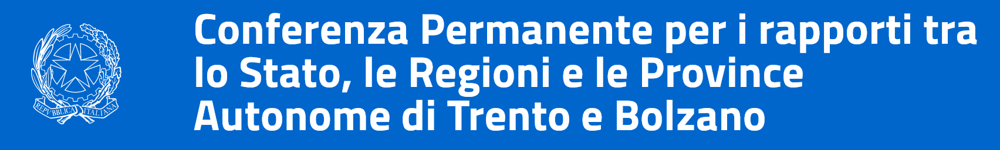 Conferenza Permanente per i rapporti tra
lo Stato, le Regioni e le Province
Autonome di Trento e Bolzano
REPVBBLICA ITALIANA